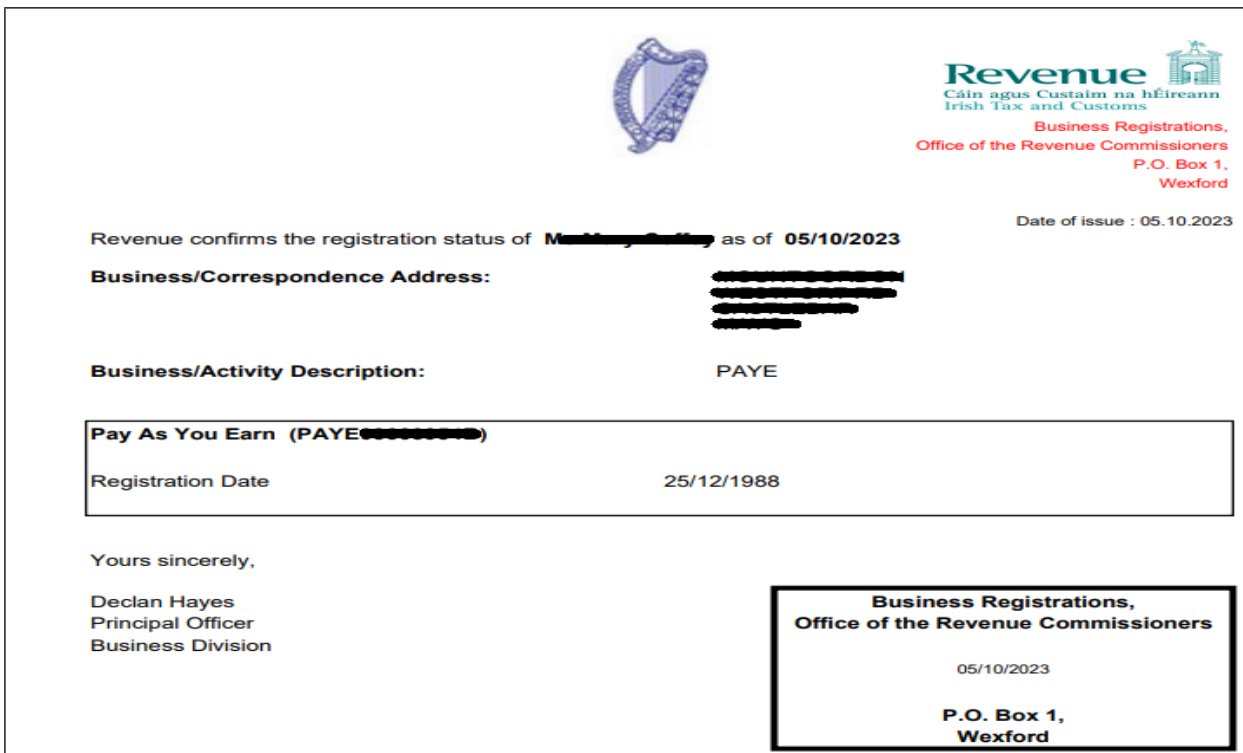 Revenue
Cáin agus Custaim na hÉireann
Irish Tax and Customs
Business Registrations,
Office of the Revenue Commissioners
P.O. Box 1,
Wexford
Date of issue : 05.10.2023
Revenue confirms the registration status of as of 05/10/2023
Business/Correspondence Address:
Business/Activity Description: PAYE
Pay As You Earn (PAYE )
Registration Date 25/12/1988
Yours sincerely,
Declan Hayes
Principal Officer
Business Division
Business Registrations,
Office of the Revenue Commissioners
05/10/2023
P.O. Box 1,
Wexford